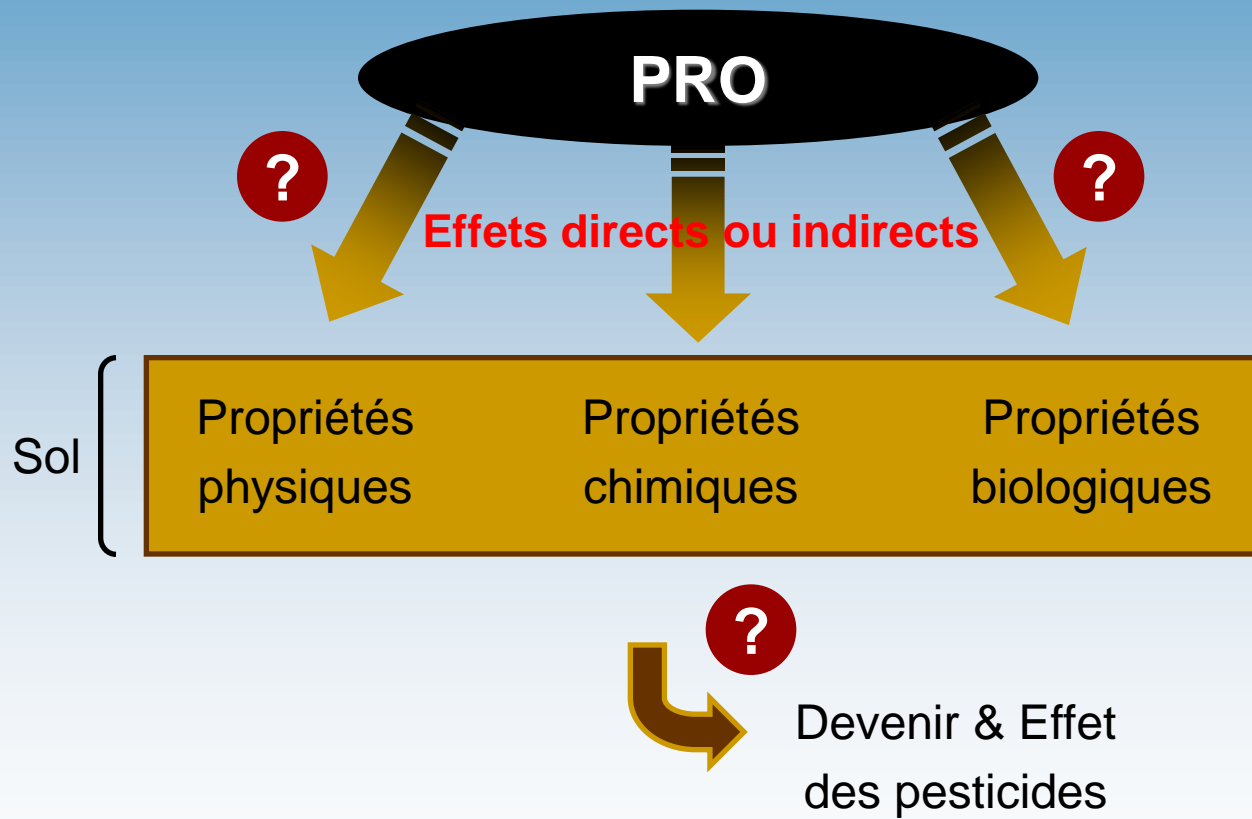 PRO
?
?
Effets directs ou indirects
Sol
Propriétés
physiques
Propriétés
chimiques
Propriétés
biologiques
?
Devenir & Effet
des pesticides